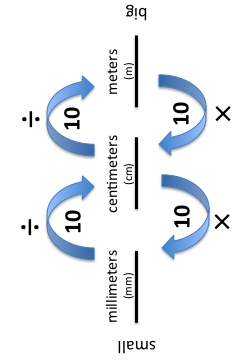 big
meters
(m)
÷
10
10
×
centimeters
(cm)
÷
10
10
×
millimeters
(mm)
small